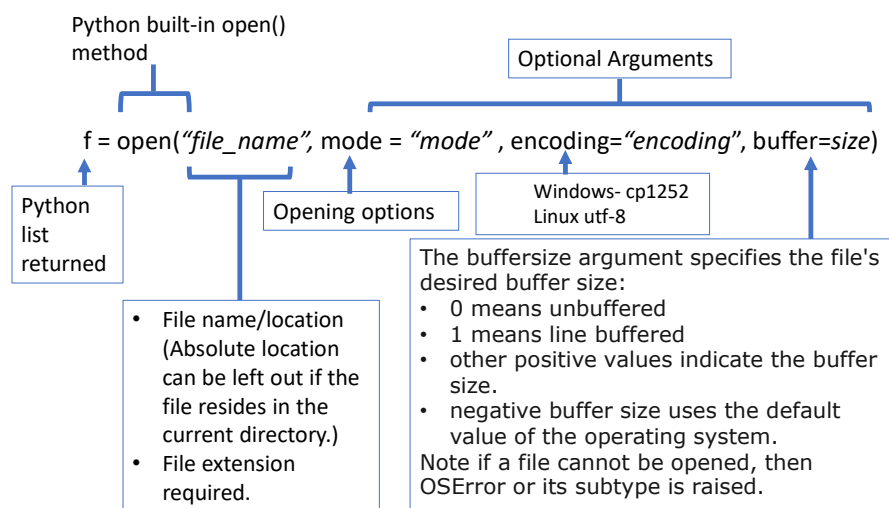 Python built-in open()
method
Optional Arguments
f = open(“file_name”, mode = “mode” , encoding=“encoding”, buffer=size)
Python
list
returned
Opening options
Windows- cp1252
Linux utf-8
• File name/location
(Absolute location
can be left out if the
file resides in the
current directory.)
• File extension
required.
The buffersize argument specifies the file's
desired buffer size:
• 0 means unbuffered
• 1 means line buffered
• other positive values indicate the buffer
size.
• negative buffer size uses the default
value of the operating system.
Note if a file cannot be opened, then
OSError or its subtype is raised.